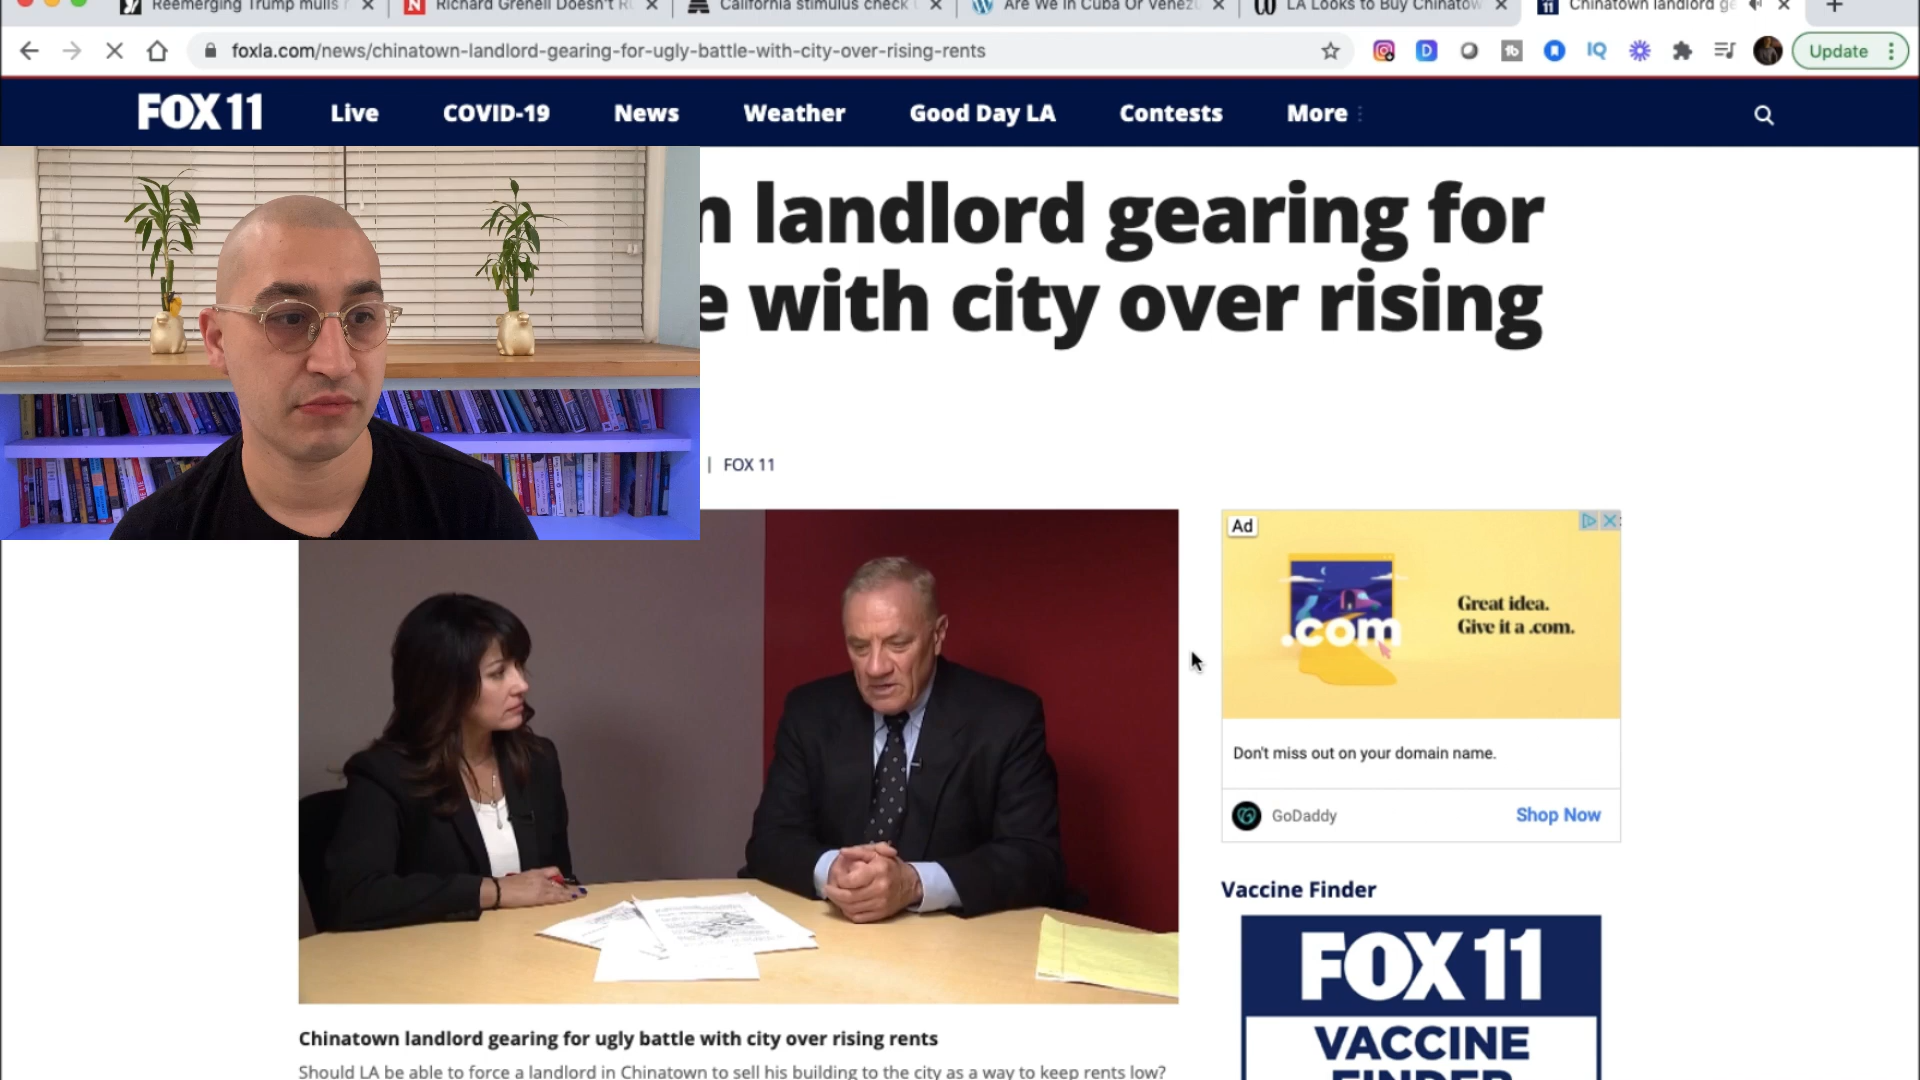 Reemerging Trump mulls
Richard Grenell Doesn't
California stimulus check
Are We in Cuba Or Venezu
LA Looks to Buy Chinatow
Chinatown landlord ge
foxla.com/news/chinatown-landlord-gearing-for-ugly-battle-with-city-over-rising-rents
Update
FOX 11
Live
COVID-19
News
Weather
Good Day LA
Contests
More
n landlord gearing for
e with city over rising
| FOX 11
Ad
.com
Great idea.
Give it a .com.
Don't miss out on your domain name.
GoDaddy
Shop Now
Vaccine Finder
FOX 11
VACCINE
FINDER
Chinatown landlord gearing for ugly battle with city over rising rents
Should LA be able to force a landlord in Chinatown to sell his building to the city as a way to keep rents low?